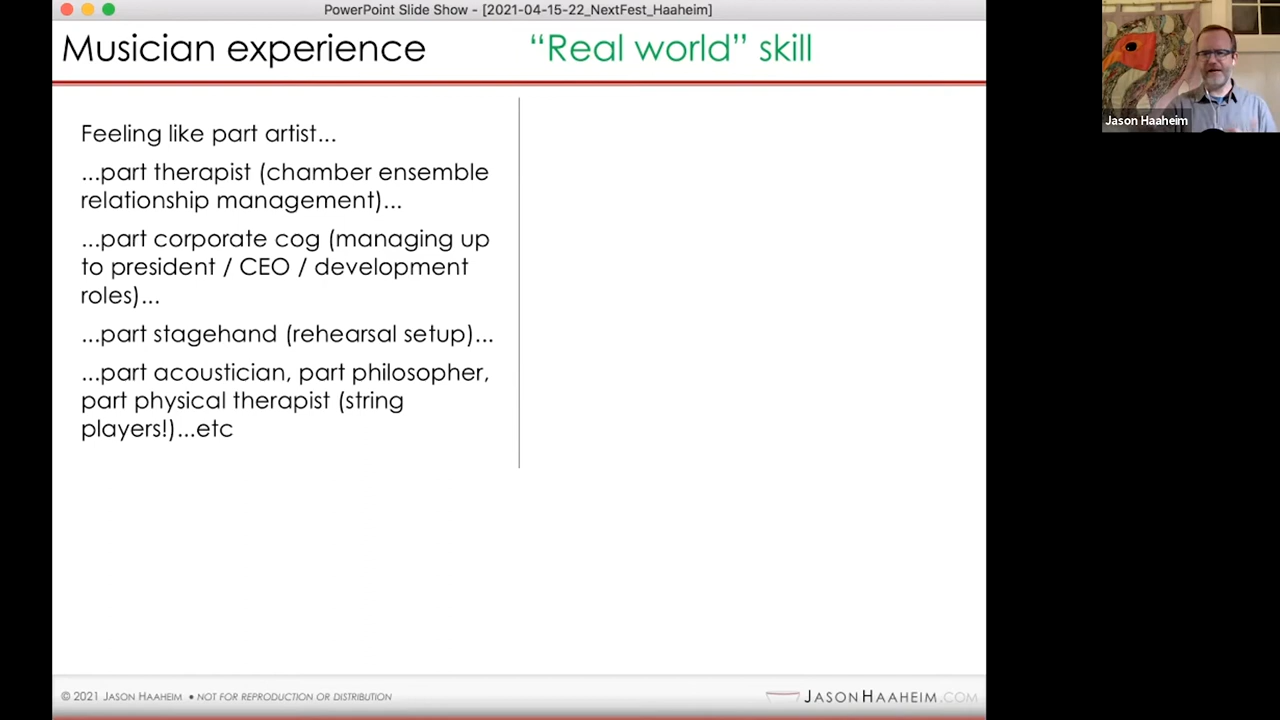 PowerPoint Slide Show - [2021-04-15-22_NextFest_Haaheim]
Musician experience
“Real world” skill
Feeling like part artist...
...part therapist (chamber ensemble
relationship management)...
...part corporate cog (managing up
to president / CEO / development
roles)...
...part stagehand (rehearsal setup)...
...part acoustician, part philosopher,
part physical therapist (string
players!)...etc
Jason Haaheim
© 2021 JASON HAAHEIM • NOT FOR REPRODUCTION OR DISTRIBUTION
JASONHAAHEIM.COM